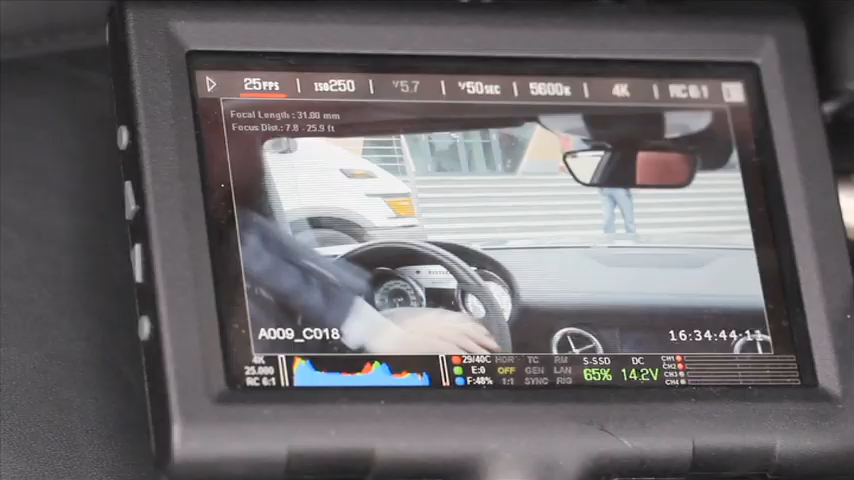 25FPS ISO250 5.7 1/50SEC 5600K 4K RC 6:1
Focal Length : 31.00 mm
Focus Dist.: 7.8 - 25.9 ft
A009_C018 16:34:44:11
4K
25.000
RC 6:1
29/40C HDR TC RM S.SSD DC CH1
E:0 OFF GEN LAN 65% 14.2V CH2
CH3
F:48% 1:1 SYNC RIG CH4